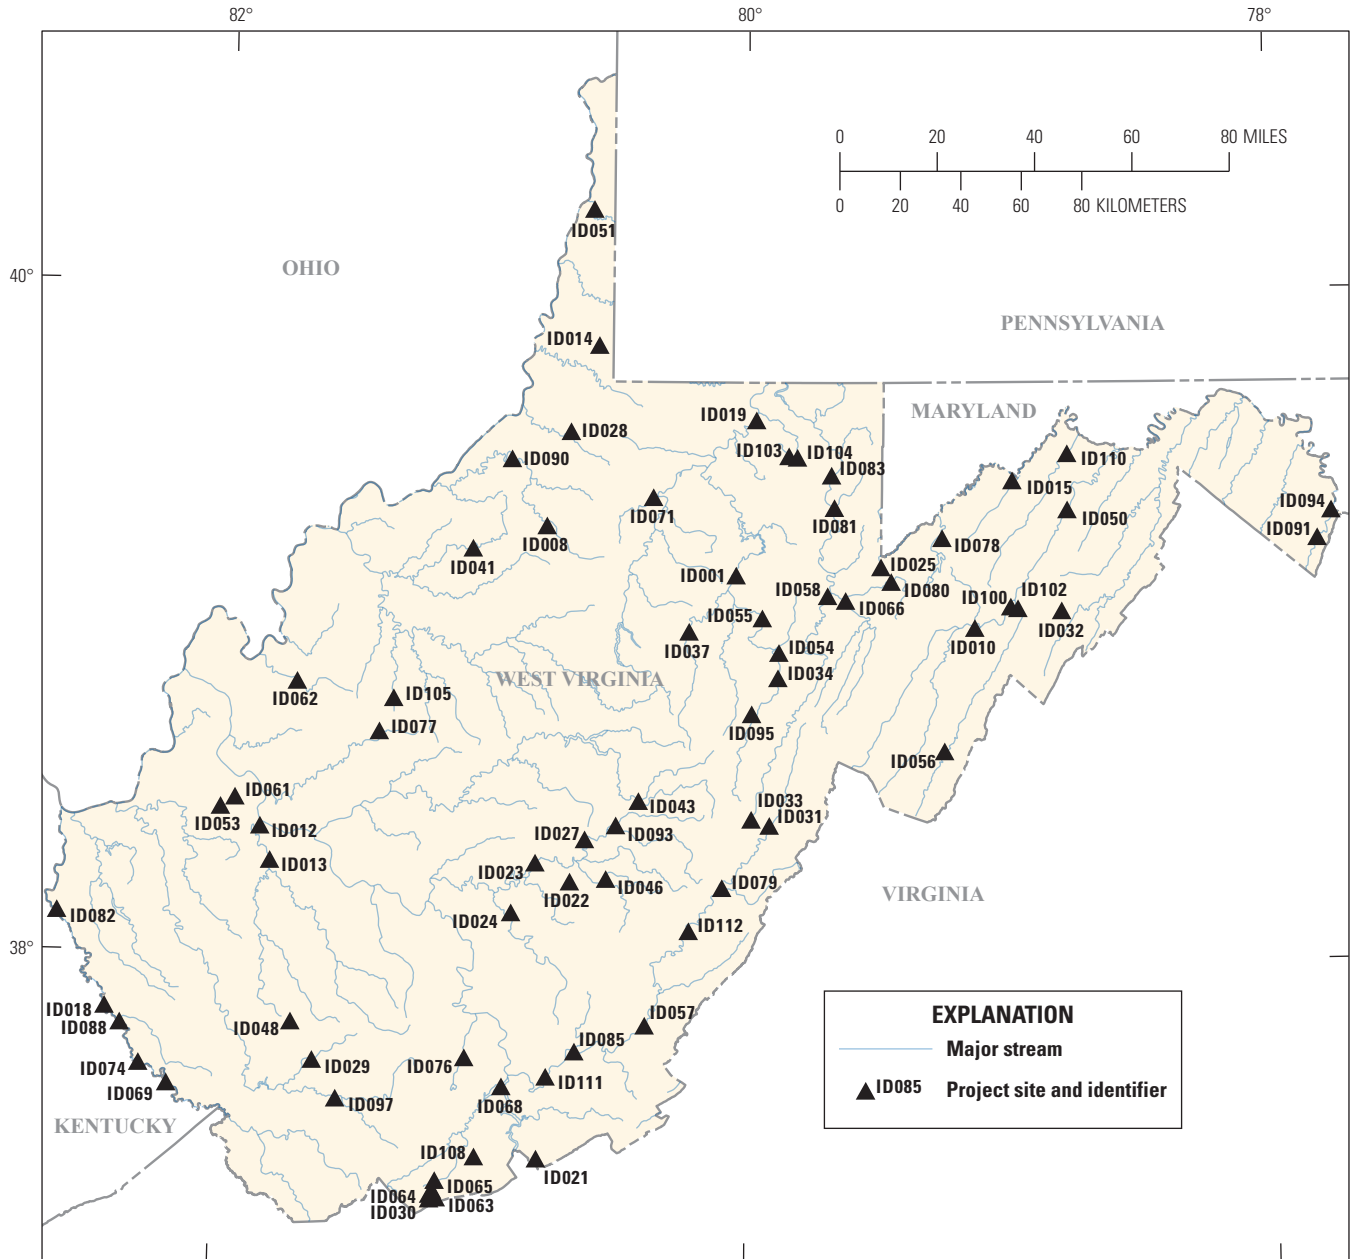 82° 80° 78°
0 20 40 60 80 MILES
0 20 40 60 80 KILOMETERS
ID051
40°
OHIO
PENNSYLVANIA
ID014
MARYLAND
ID019
ID028
ID103 ID104
ID090
ID110
ID083
ID015
ID094
ID071
ID081
ID050
ID091
ID008
ID078
ID041
ID025
ID001
ID058
ID080
ID100 ID102
ID066
ID055
ID032
ID037
ID010
ID054
ID034
WEST VIRGINIA
ID062
ID105
ID095
ID077
ID056
ID061
ID043
ID033
ID053
ID031
ID012
ID027
ID093
ID013
ID023
ID079
ID046
VIRGINIA
ID022
ID082
ID024
ID112
38°
ID018
ID057
EXPLANATION
ID088
ID048
ID085
Major stream
ID074
ID029
ID076
ID111
ID085 Project site and identifier
ID069
ID097
ID068
KENTUCKY
ID108
ID021
ID065
ID064
ID063
ID030